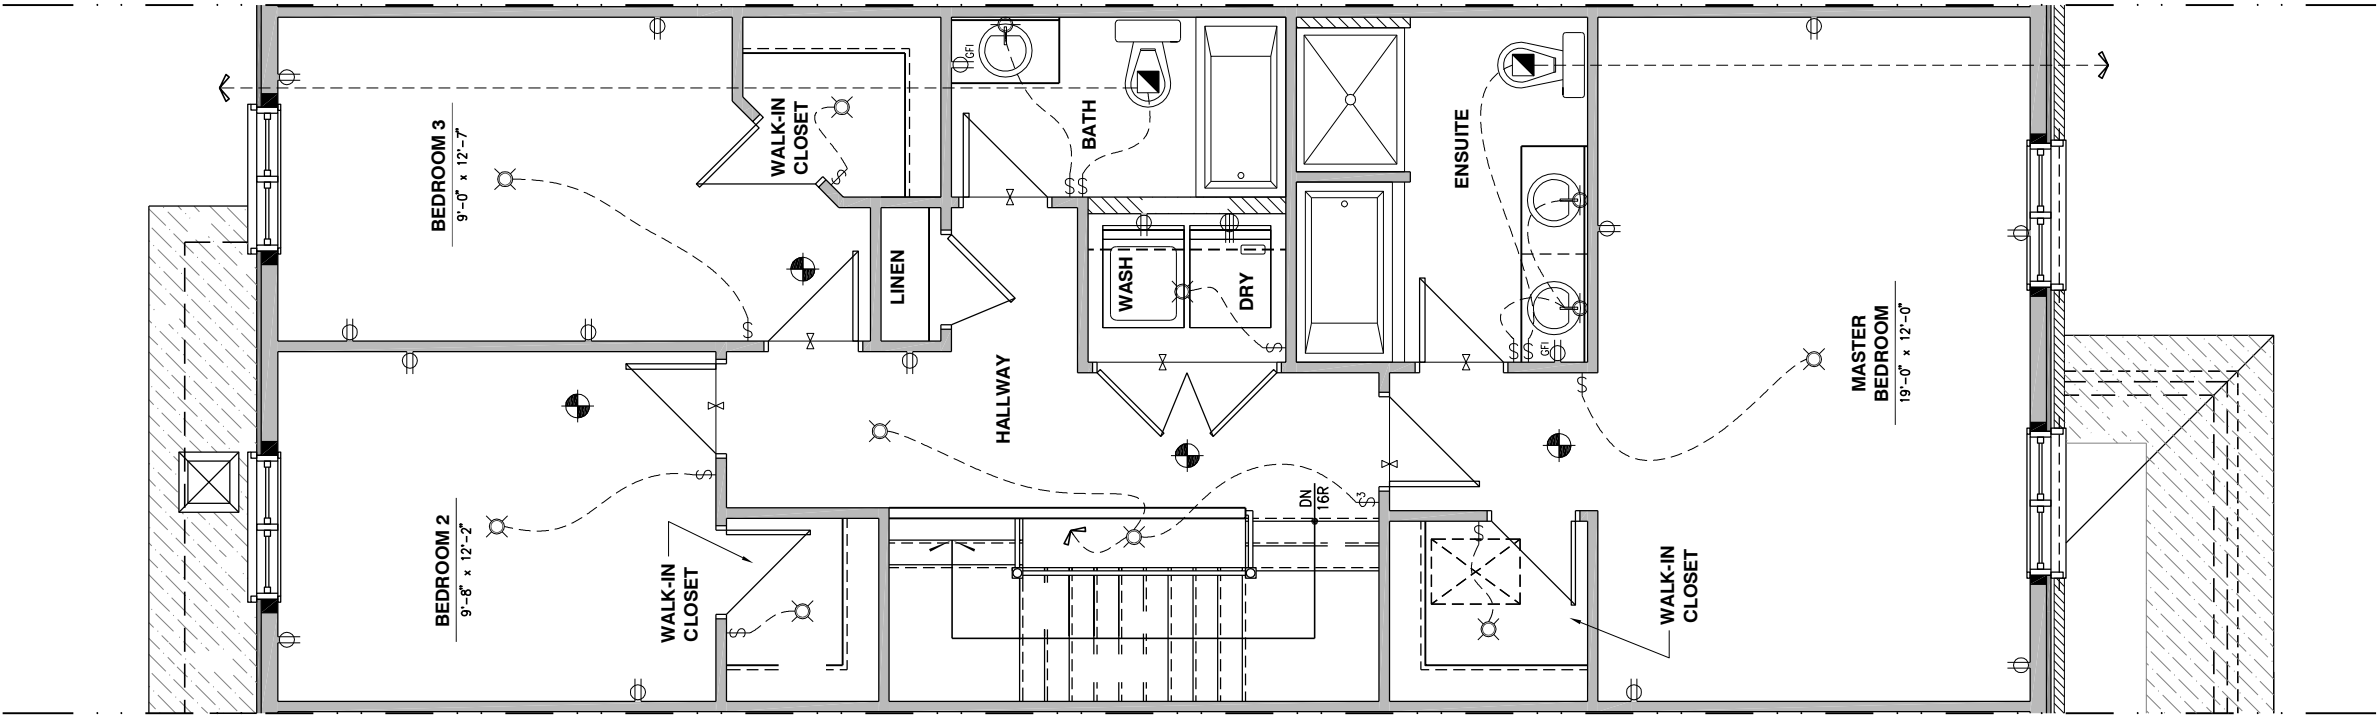 BEDROOM 3
9'-0" x 12'-7"
WALK-IN
CLOSET
GFI
BATH
ENSUITE
LINEN
WASH
DRY
S
S
S
S
S
S
S
GFI
S
MASTER
BEDROOM
19'-0" x 12'-0"
HALLWAY
S
S3
DN
16R
BEDROOM 2
9'-8" x 12'-2"
WALK-IN
CLOSET
S
S
WALK-IN
CLOSET